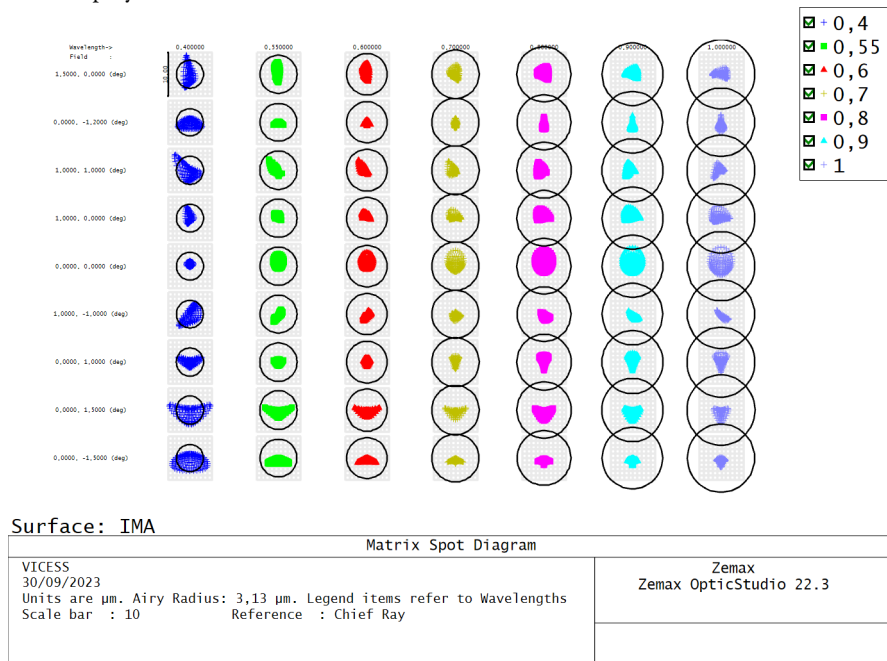 0,4
0,55
0,6
0,7
0,8
0,9
1
Wavelength->
Field :
0,400000 0,550000 0,600000 0,700000 0,800000 0,900000 1,000000
10.00
1,5000, 0,0000 (deg)
0,0000, -1,2000 (deg)
1,0000, 1,0000 (deg)
1,0000, 0,0000 (deg)
0,0000, 0,0000 (deg)
1,0000, -1,0000 (deg)
0,0000, 1,0000 (deg)
0,0000, 1,5000 (deg)
0,0000, -1,5000 (deg)
Surface: IMA
Matrix Spot Diagram
VICESS
30/09/2023
Units are µm. Airy Radius: 3,13 µm. Legend items refer to Wavelengths
Scale bar : 10 Reference : Chief Ray
Zemax
Zemax OpticStudio 22.3